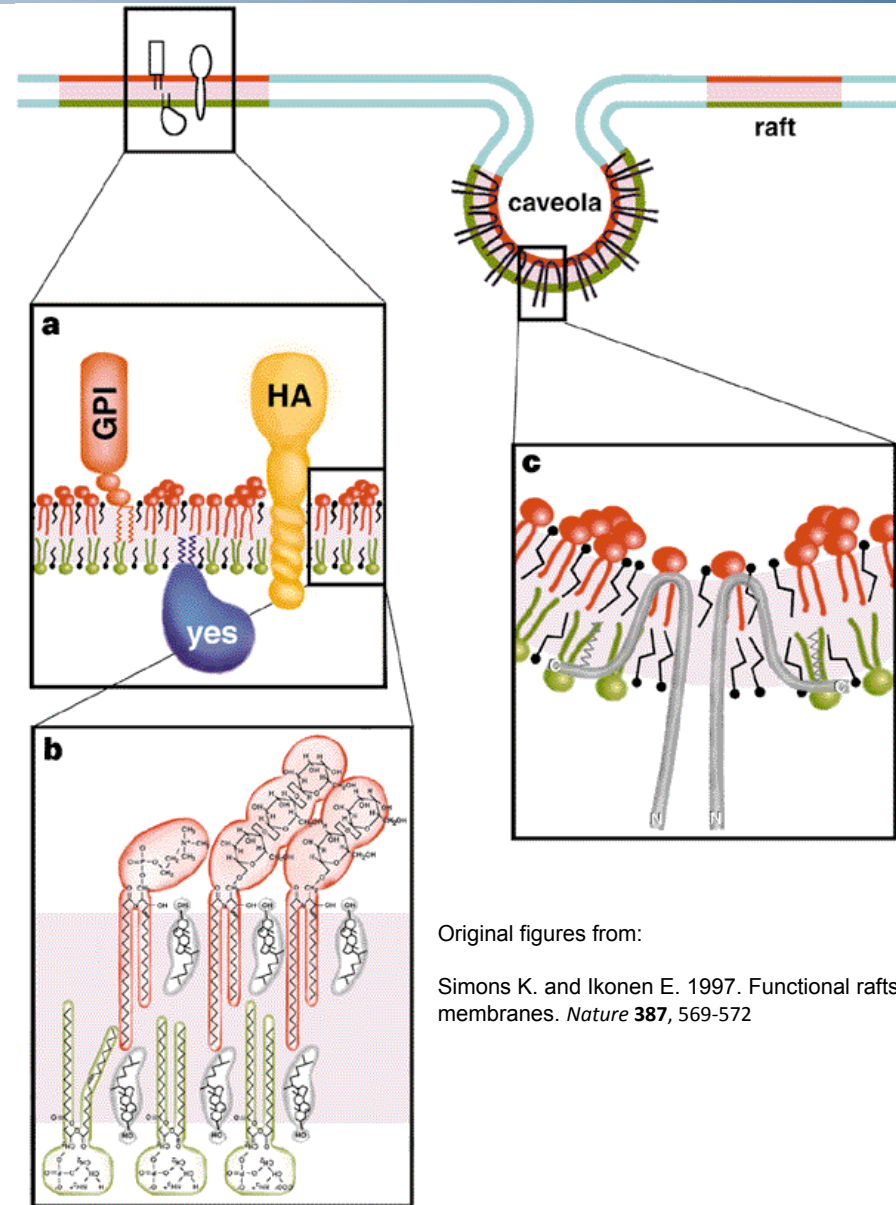 raft
caveola
a
GPI
HA
yes
c
C
C
N
N
b
Original figures from:
Simons K. and Ikonen E. 1997. Functional rafts
membranes. Nature 387, 569-572